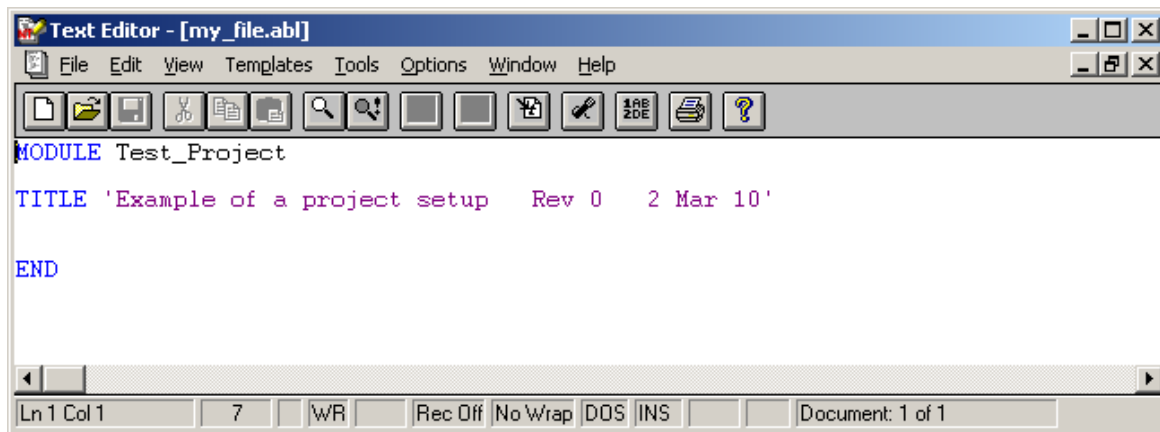 Text Editor - [my_file.abl]
File Edit View Templates Tools Options Window Help
1AB
2DE
MODULE Test_Project
TITLE 'Example of a project setup   Rev 0   2 Mar 10'
END
Ln 1 Col 1 7 WR Rec Off No Wrap DOS INS Document: 1 of 1